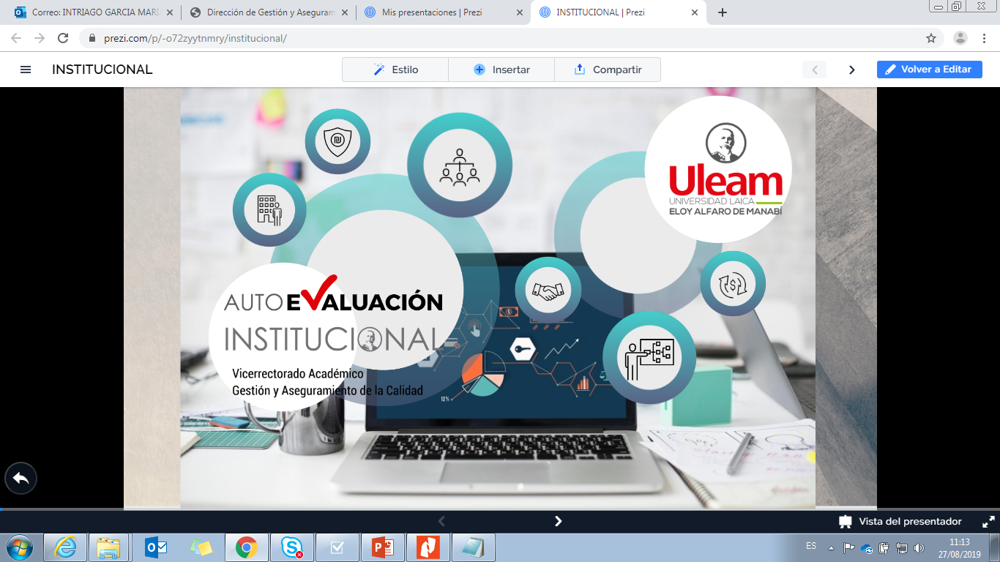 Correo: INTRIAGO GARCIA MARI
Dirección de Gestión y Aseguram
Mis presentaciones | Prezi
INSTITUCIONAL | Prezi
prezi.com/p/-o72zyytnmry/institucional/
INSTITUCIONAL
Estilo
Insertar
Compartir
Volver a Editar
Uleam
UNIVERSIDAD LAICA
ELOY ALFARO DE MANABÍ
AUTOEVALUACIÓN
INSTITUCIONAL
Vicerrectorado Académico
Gestión y Aseguramiento de la Calidad
12%
Vista del presentador
ES
11:13
27/08/2019